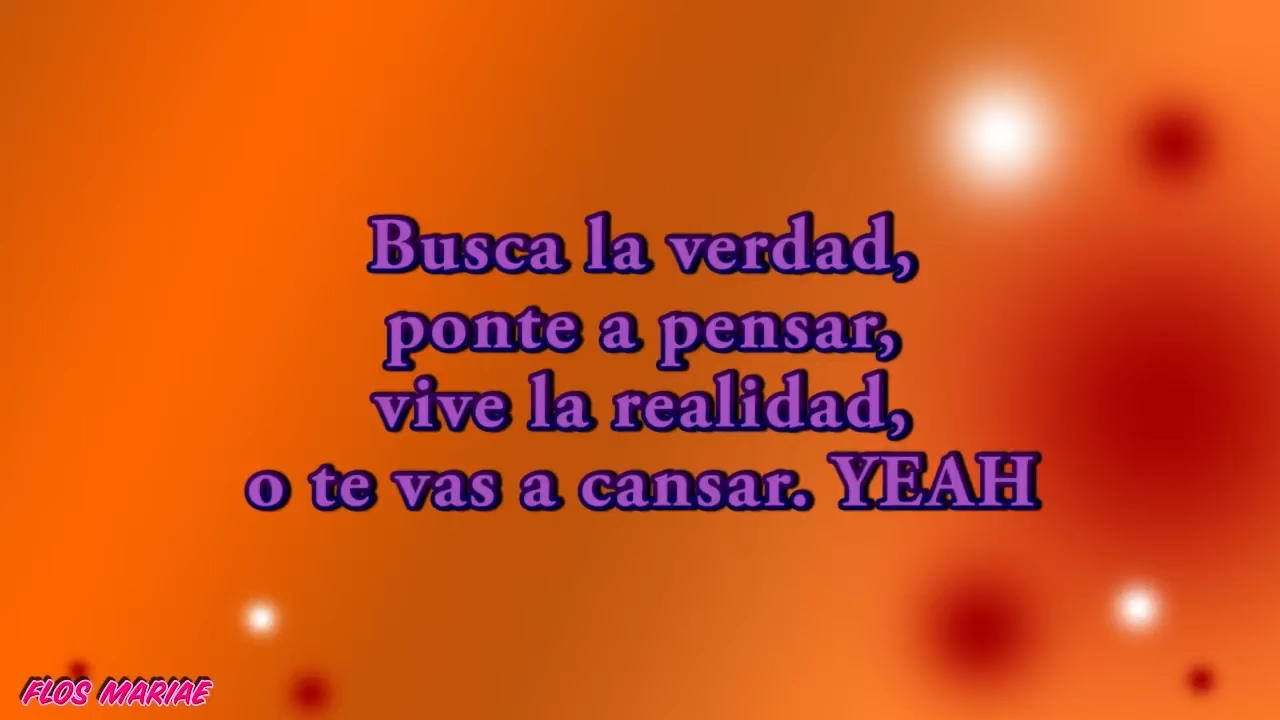 Busca la verdad,
ponte a pensar,
vive la realidad,
o te vas a cansar. YEAH
FLOS MARIAE